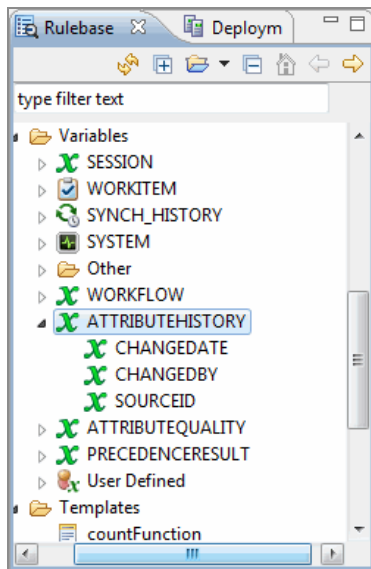 Rulebase Deploym
type filter text
Variables
SESSION
WORKITEM
SYNCH_HISTORY
SYSTEM
Other
WORKFLOW
ATTRIBUTEHISTORY
CHANGEDATE
CHANGEDBY
SOURCEID
ATTRIBUTEQUALITY
PRECEDENCERESULT
User Defined
Templates
countFunction